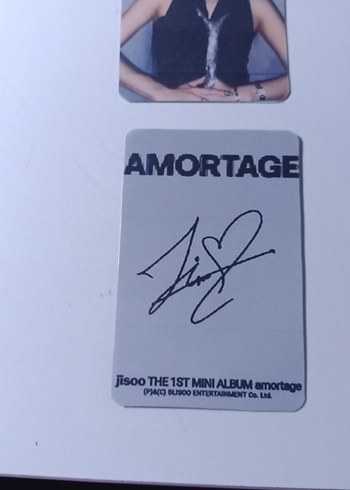 AMORTAGE
jisoo THE 1ST MINI ALBUM amortage
(P)&(C) BLISSOO ENTERTAINMENT Co. Ltd.